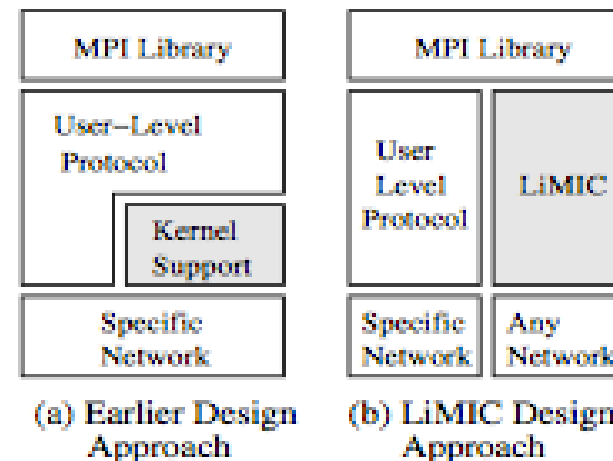 MPI Library
User-Level
Protocol
Kernel
Support
Specific
Network
(a) Earlier Design
Approach
MPI Library
User
Level
Protocol
LiMIC
Specific
Network
Any
Network
(b) LiMIC Design
Approach